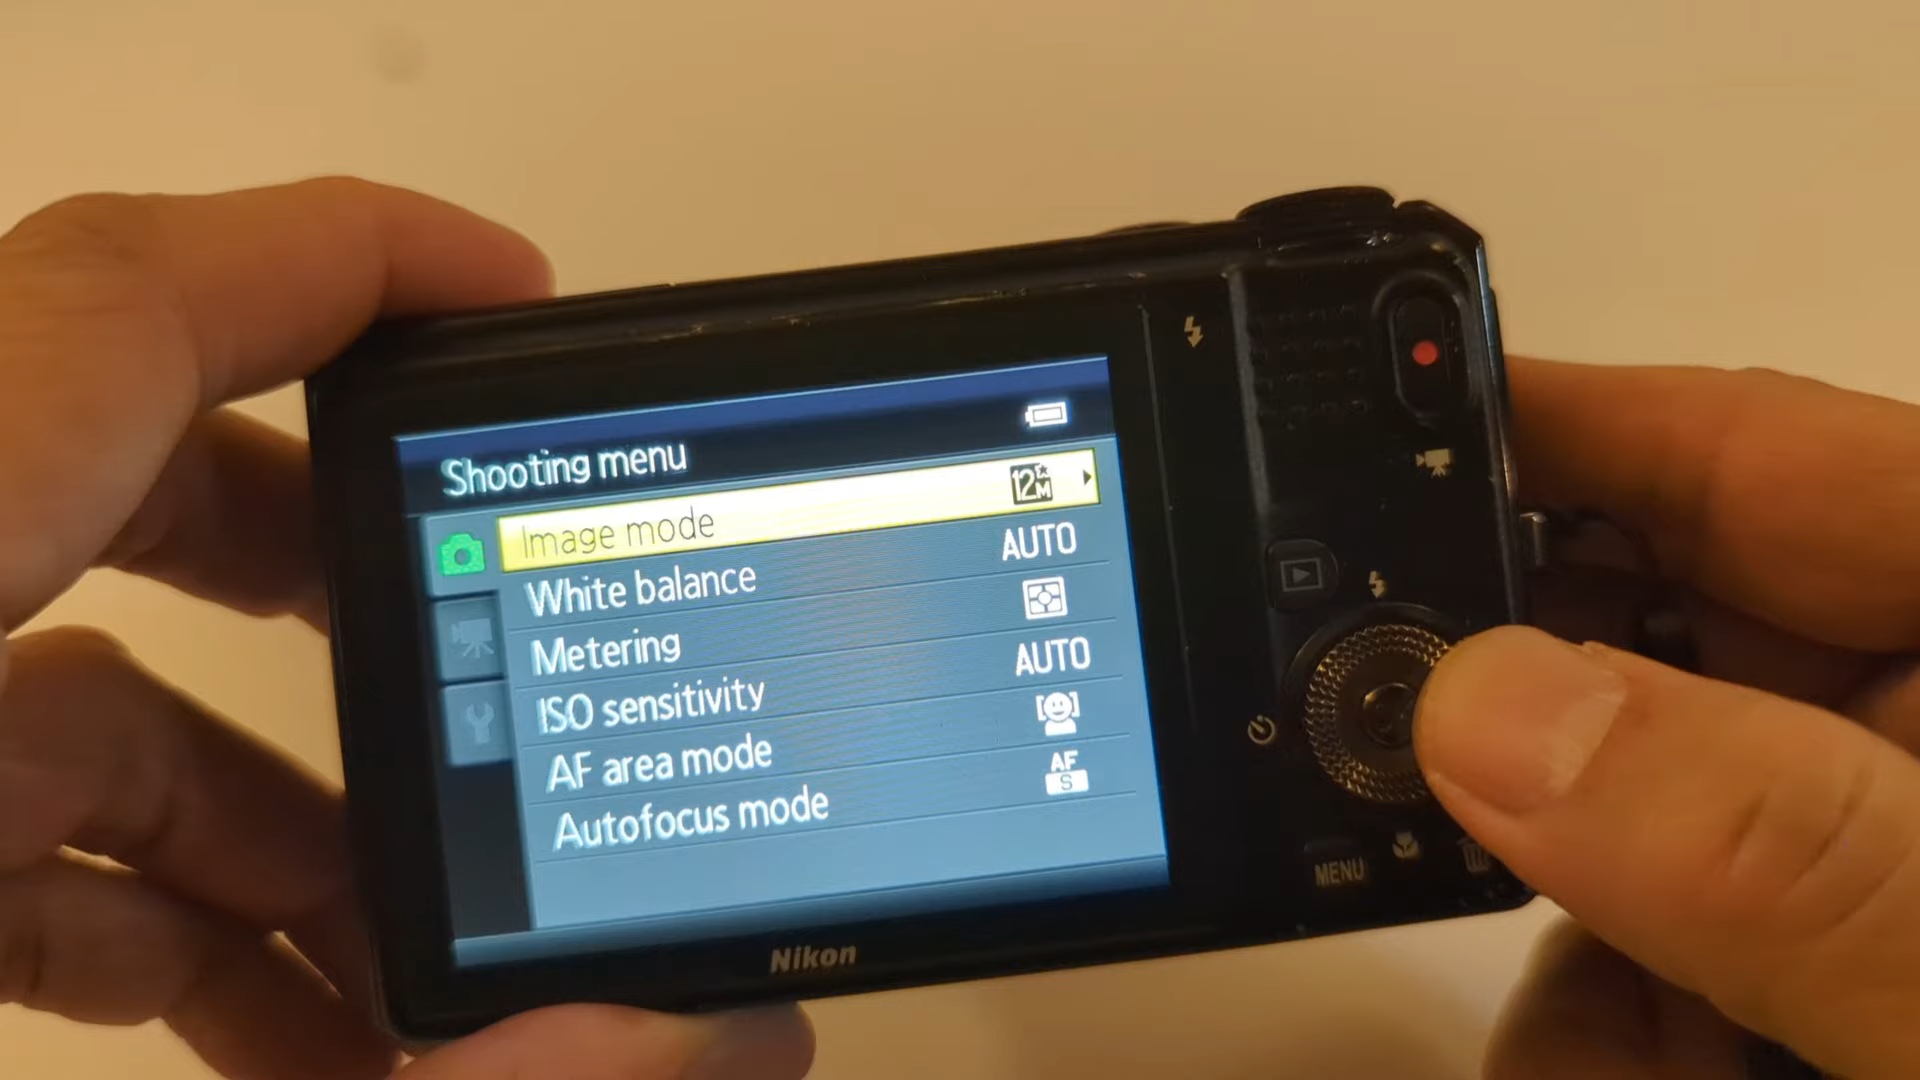 Shooting menu
Image mode 12M
White balance AUTO
Metering
ISO sensitivity AUTO
AF area mode
Autofocus mode AF S
MENU
Nikon